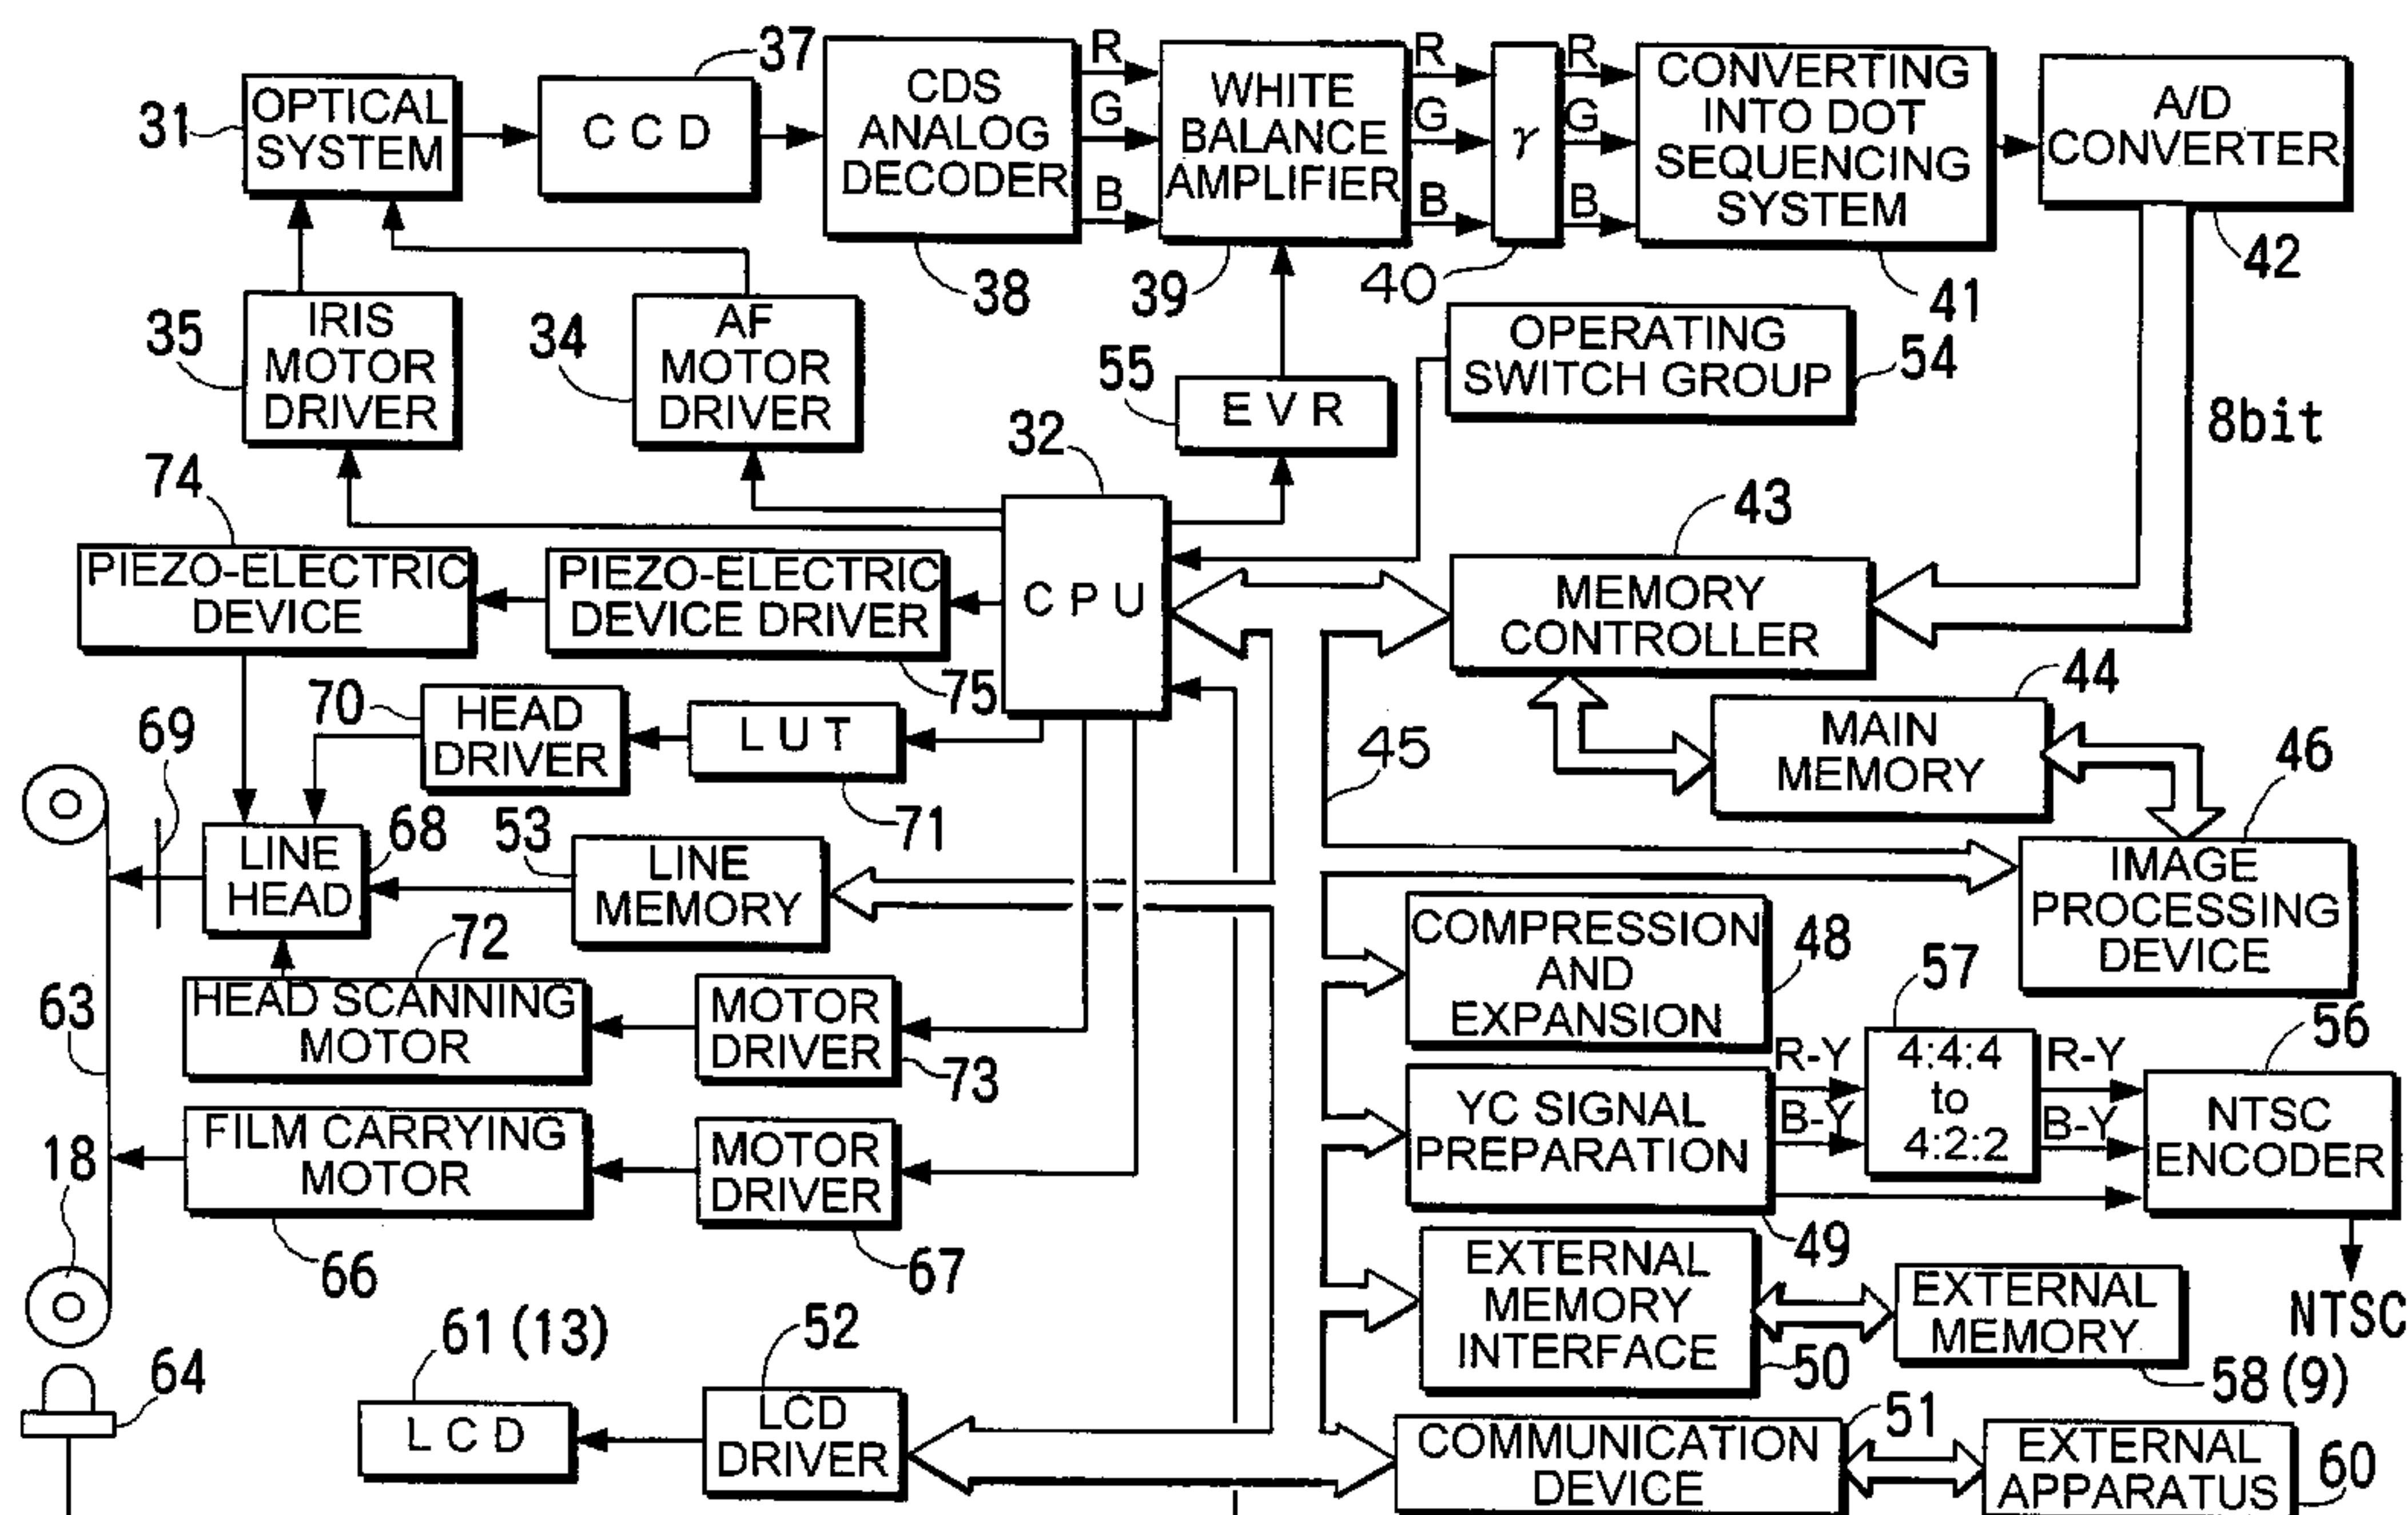 37
31
OPTICAL
SYSTEM
C C D
CDS
ANALOG
DECODER
38
R
G
B
WHITE
BALANCE
AMPLIFIER
39
R
G
B
γ
40
R
G
B
CONVERTING
INTO DOT
SEQUENCING
SYSTEM
41
A/D
CONVERTER
42
35
IRIS
MOTOR
DRIVER
34
AF
MOTOR
DRIVER
55
E V R
OPERATING
SWITCH GROUP
54
8bit
32
C P U
74
PIEZO-ELECTRIC
DEVICE
PIEZO-ELECTRIC
DEVICE DRIVER
75
43
MEMORY
CONTROLLER
44
MAIN
MEMORY
45
46
IMAGE
PROCESSING
DEVICE
70
HEAD
DRIVER
L U T
71
69
LINE
HEAD
68
53
LINE
MEMORY
72
HEAD SCANNING
MOTOR
MOTOR
DRIVER
73
63
18
FILM CARRYING
MOTOR
66
MOTOR
DRIVER
67
64
61 (13)
L C D
52
LCD
DRIVER
COMPRESSION
AND
EXPANSION
48
YC SIGNAL
PREPARATION
49
R-Y
B-Y
57
4:4:4
to
4:2:2
R-Y
B-Y
56
NTSC
ENCODER
NTSC
EXTERNAL
MEMORY
INTERFACE
50
EXTERNAL
MEMORY
58 (9)
COMMUNICATION
DEVICE
51
EXTERNAL
APPARATUS
60